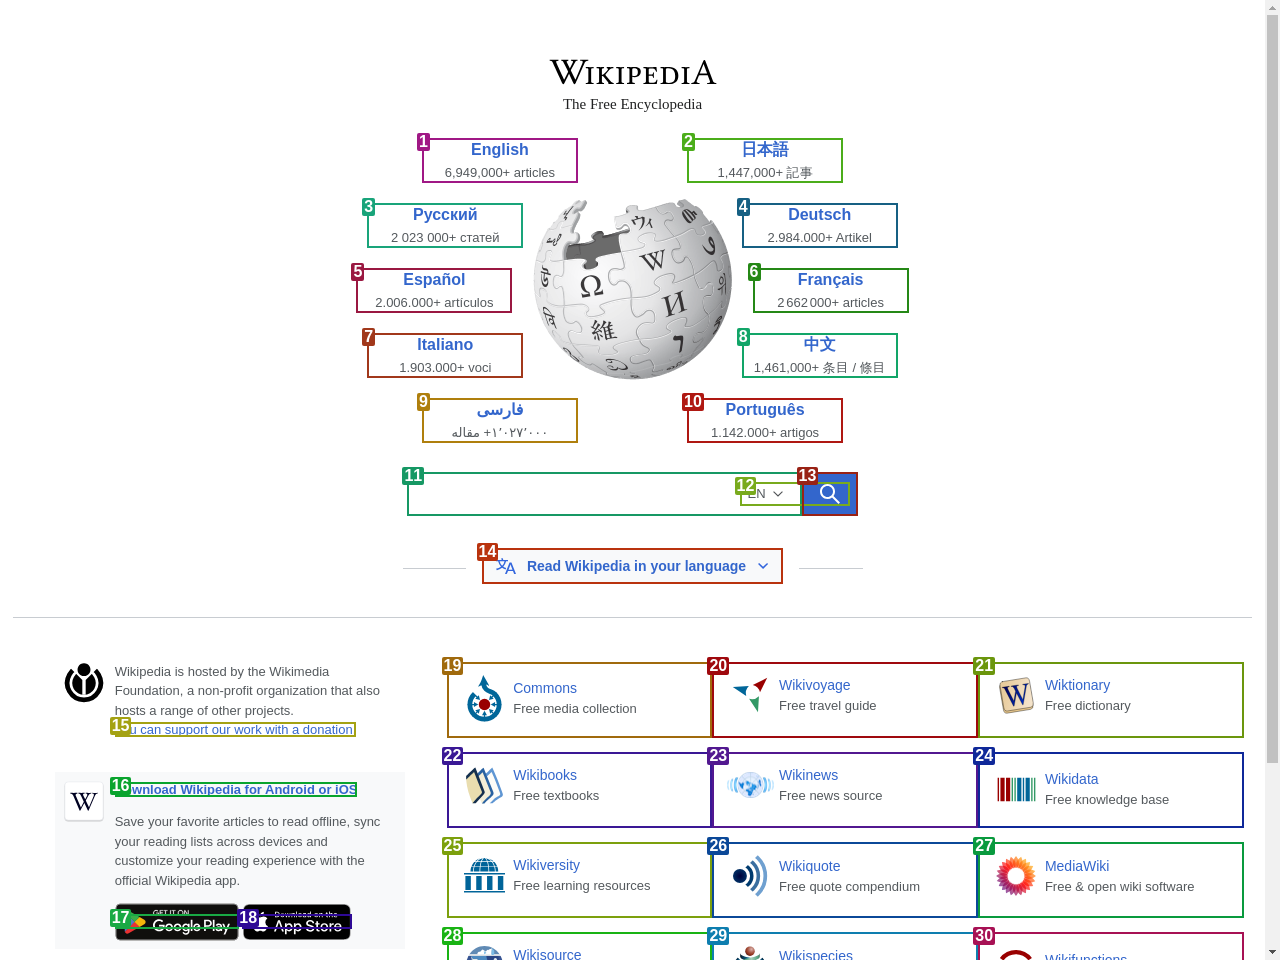 WIKIPEDIA
The Free Encyclopedia
1
English
6,949,000+ articles
2
日本語
1,447,000+ 記事
3
Русский
2 023 000+ статей
4
Deutsch
2.984.000+ Artikel
5
Español
2.006.000+ artículos
6
Français
2 662 000+ articles
7
Italiano
1.903.000+ voci
8
中文
1,461,000+ 条目 / 條目
9
فارسی
۱٬۰۲۷٬۰۰۰+ مقاله
10
Português
1.142.000+ artigos
11
12
EN
13
14
Read Wikipedia in your language
Wikipedia is hosted by the Wikimedia
Foundation, a non-profit organization that also
hosts a range of other projects.
15
u can support our work with a donation.
16
wnload Wikipedia for Android or iOS
Save your favorite articles to read offline, sync
your reading lists across devices and
customize your reading experience with the
official Wikipedia app.
17
GET IT ON
Google Play
18
Download on the
App Store
19
Commons
Free media collection
20
Wikivoyage
Free travel guide
21
Wiktionary
Free dictionary
22
Wikibooks
Free textbooks
23
Wikinews
Free news source
24
Wikidata
Free knowledge base
25
Wikiversity
Free learning resources
26
Wikiquote
Free quote compendium
27
MediaWiki
Free & open wiki software
28
Wikisource
29
Wikispecies
30
Wikifunctions